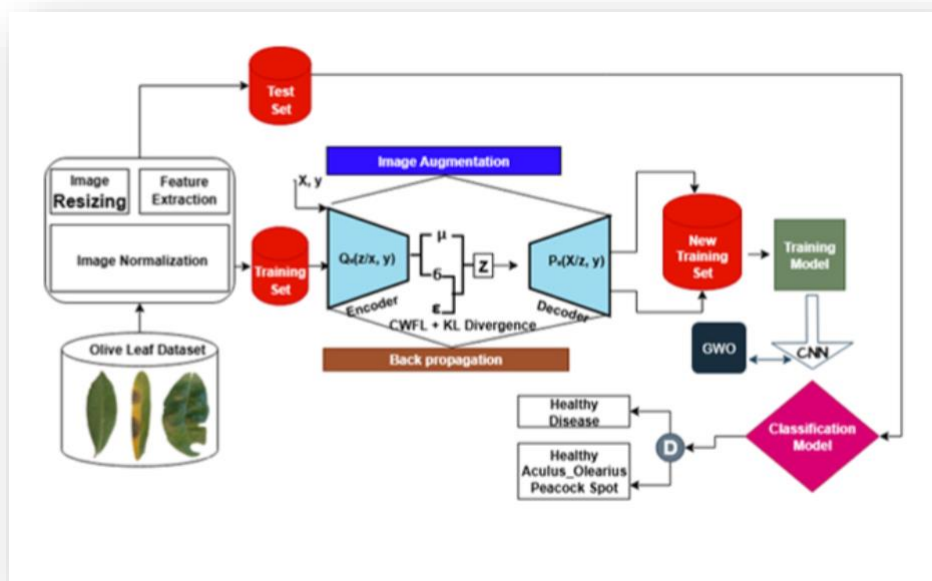 Test
Set
Image Augmentation
Image
Resizing
Feature
Extraction
X, y
Image Normalization
Training
Set
(z/x, y)
μ
б
ε
Z
(X/z, y)
Encoder
Decoder
CWFL + KL Divergence
New
Training
Set
Training
Model
Back propagation
Olive Leaf Dataset
GWO
CNN
Healthy
Disease
D
Classification
Model
Healthy
Aculus_Olearius
Peacock Spot